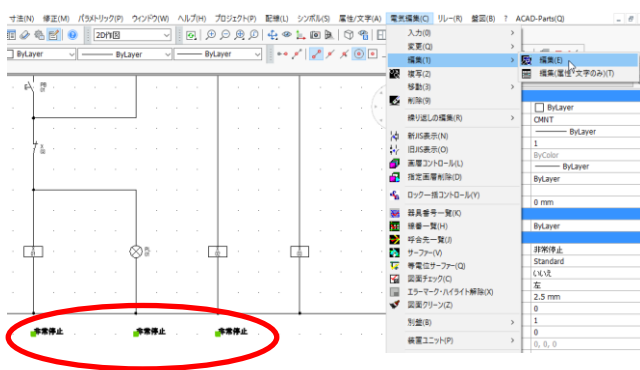 寸法(N) 修正(M) パラメトリック(P) ウィンドウ(W) ヘルプ(H) プロジェクト(P) 配線(L) シンボル(S) 属性/文字(A) 電気編集(C) リレー(R) 盤図(B) ? ACAD-Parts(Q)
2D作図
ByLayer ByLayer ByLayer
入力(0)
変更(Q)
編集(1)
複写(2)
移動(3)
削除(9)
繰り返しの編集(R)
新JIS表示(N)
旧JIS表示(O)
画層コントロール(L)
指定画層削除(D)
ロック一括コントロール(Y)
器具番号一覧(K)
線番一覧(H)
呼合先一覧(J)
サーファー(V)
等電位サーファー(Q)
図面チェック(C)
エラーマーク・ハイライト解除(X)
図面クリーン(Z)
別盤(B)
装置ユニット(P)
編集(E)
編集(属性・文字のみ)(T)
ByLayer
CMNT
ByLayer
1
ByColor
ByLayer
ByLayer
0 mm
ByLayer
非常停止
Standard
いいえ
左
2.5 mm
0
1
0
0, 0, 0
非常停止 非常停止 非常停止